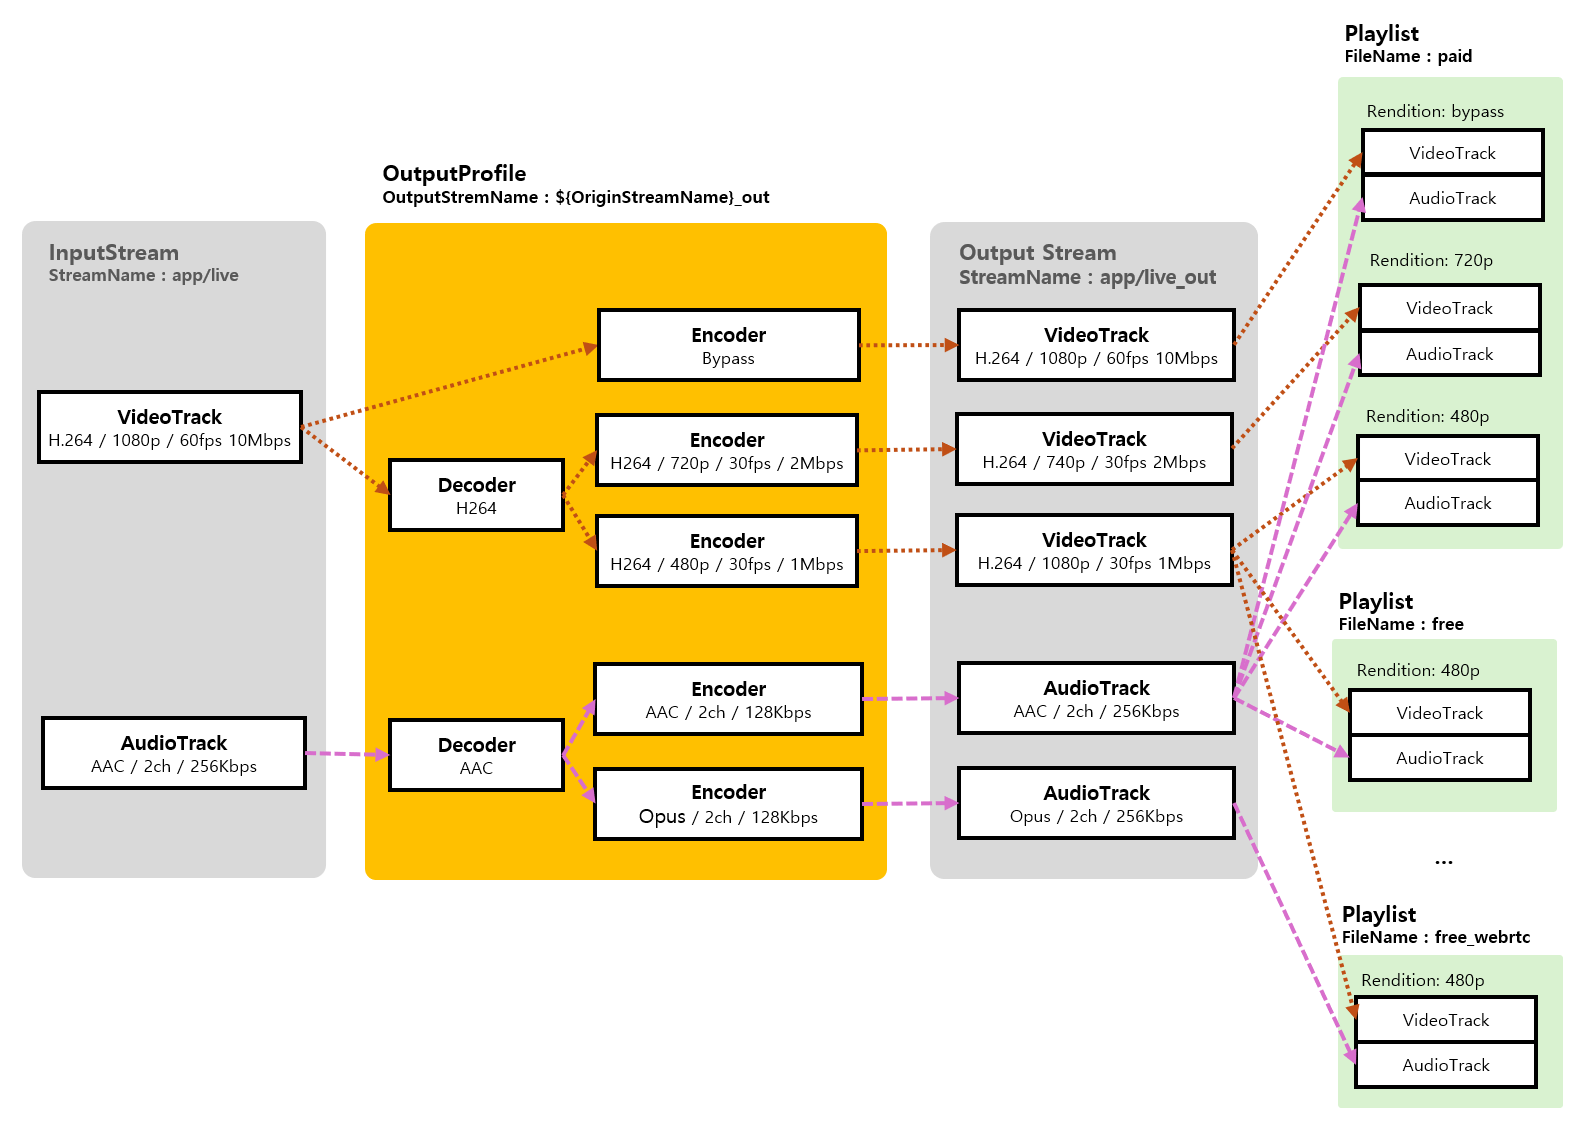 InputStream
StreamName : app/live
VideoTrack
H.264 / 1080p / 60fps 10Mbps
AudioTrack
AAC / 2ch / 256Kbps
OutputProfile
OutputStremName : ${OriginStreamName}_out
Decoder
H264
Decoder
AAC
Encoder
Bypass
Encoder
H264 / 720p / 30fps / 2Mbps
Encoder
H264 / 480p / 30fps / 1Mbps
Encoder
AAC / 2ch / 128Kbps
Encoder
Opus / 2ch / 128Kbps
Output Stream
StreamName : app/live_out
VideoTrack
H.264 / 1080p / 60fps 10Mbps
VideoTrack
H.264 / 740p / 30fps 2Mbps
VideoTrack
H.264 / 1080p / 30fps 1Mbps
AudioTrack
AAC / 2ch / 256Kbps
AudioTrack
Opus / 2ch / 256Kbps
Playlist
FileName : paid
Rendition: bypass
VideoTrack
AudioTrack
Rendition: 720p
VideoTrack
AudioTrack
Rendition: 480p
VideoTrack
AudioTrack
Playlist
FileName : free
Rendition: 480p
VideoTrack
AudioTrack
...
Playlist
FileName : free_webrtc
Rendition: 480p
VideoTrack
AudioTrack